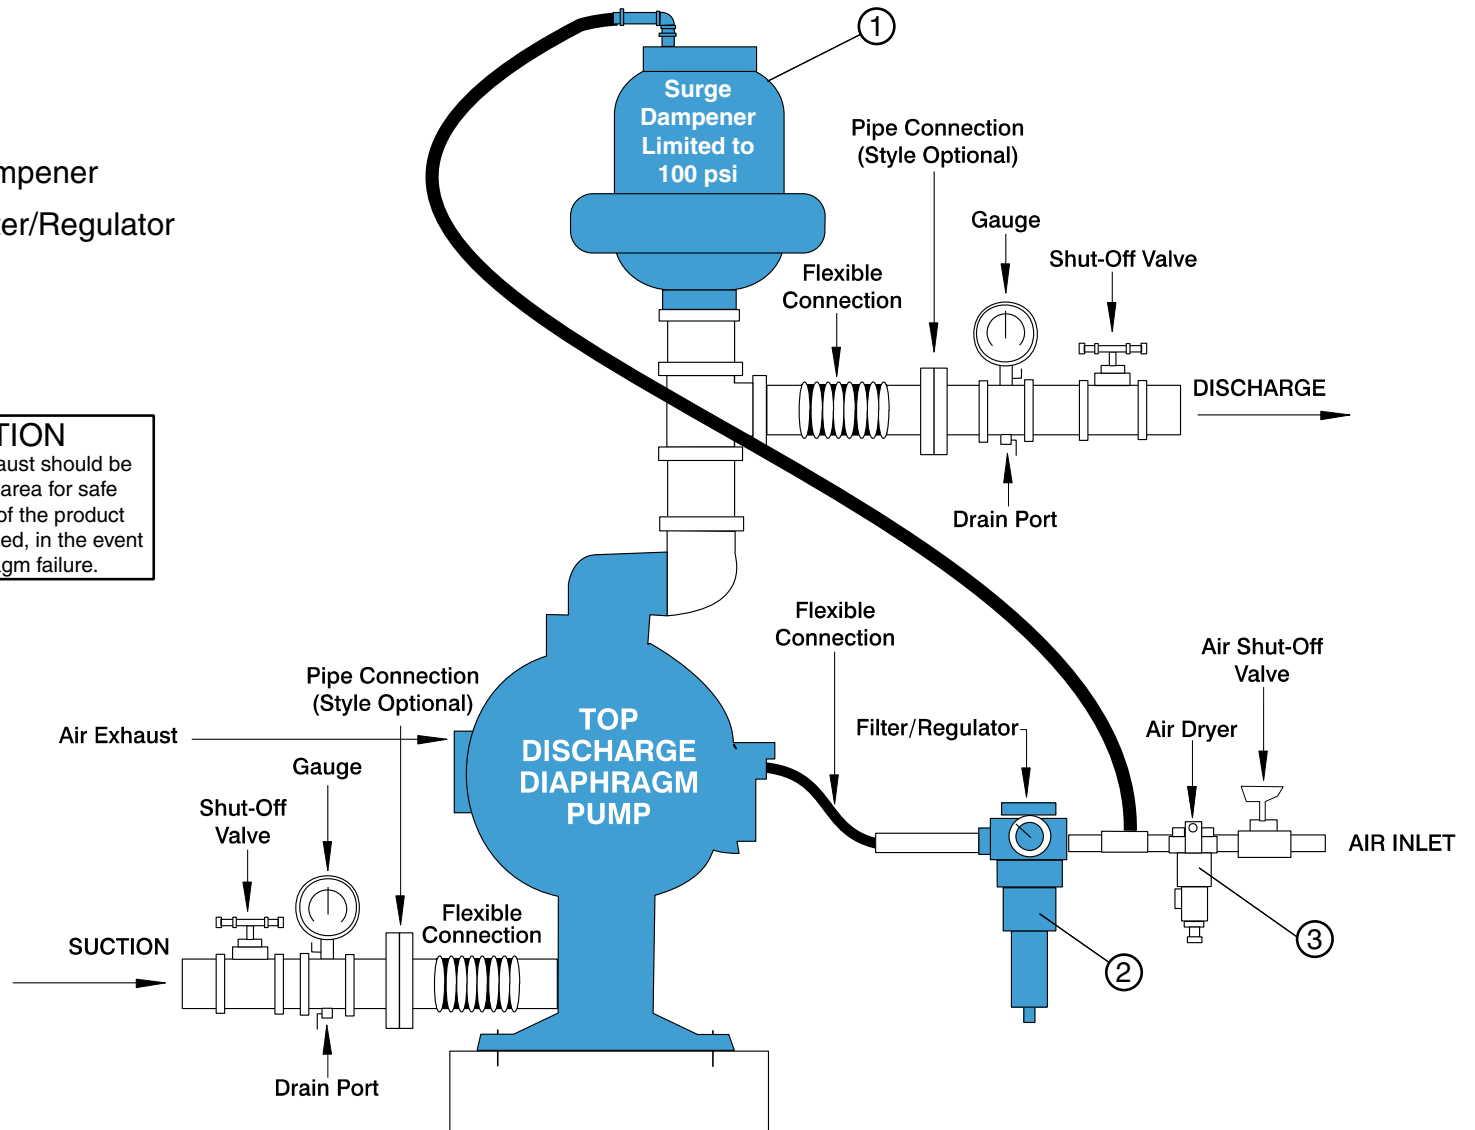 1
Surge
Dampener
Limited to
100 psi
Pipe Connection
(Style Optional)
Gauge
Shut-Off Valve
Flexible
Connection
DISCHARGE
Drain Port
mpener
er/Regulator
TION
aust should be
area for safe
of the product
ed, in the event
gm failure.
Flexible
Connection
Air Shut-Off
Valve
Pipe Connection
(Style Optional)
Air Exhaust
TOP
DISCHARGE
DIAPHRAGM
PUMP
Filter/Regulator
Air Dryer
Gauge
Shut-Off
Valve
AIR INLET
Flexible
Connection
SUCTION
3
2
Drain Port